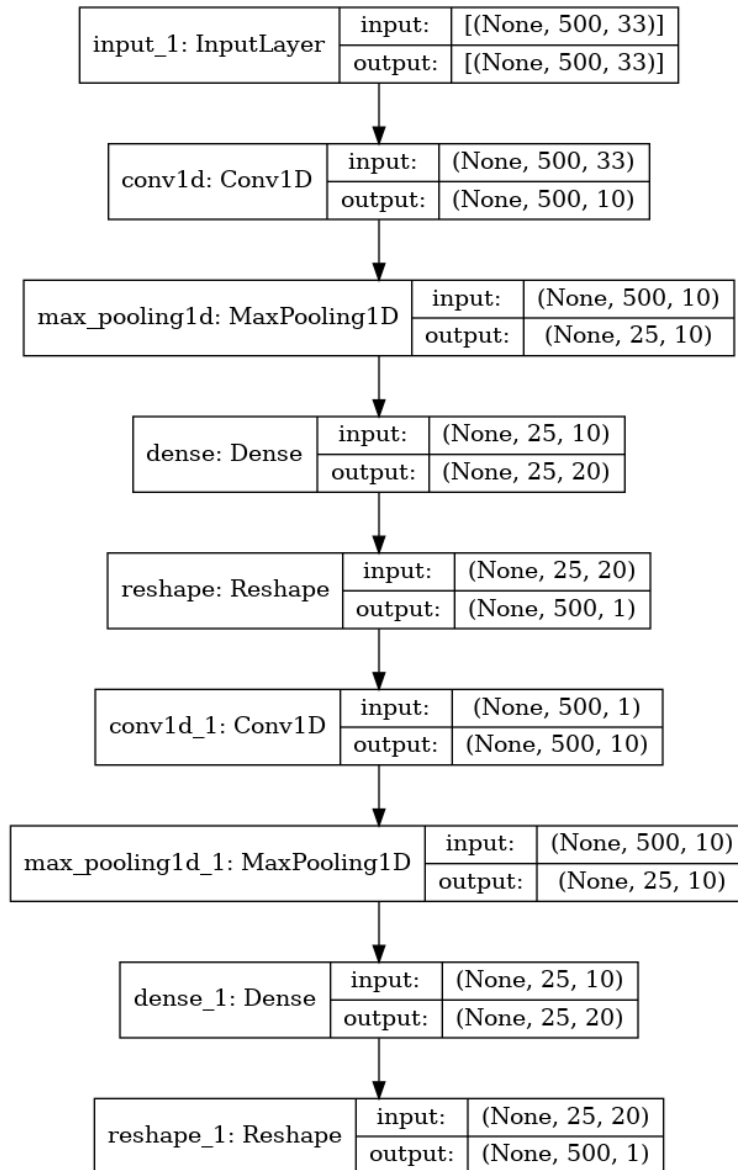 input_1: InputLayer
input: [(None, 500, 33)]
output: [(None, 500, 33)]
conv1d: Conv1D
input: (None, 500, 33)
output: (None, 500, 10)
max_pooling1d: MaxPooling1D
input: (None, 500, 10)
output: (None, 25, 10)
dense: Dense
input: (None, 25, 10)
output: (None, 25, 20)
reshape: Reshape
input: (None, 25, 20)
output: (None, 500, 1)
conv1d_1: Conv1D
input: (None, 500, 1)
output: (None, 500, 10)
max_pooling1d_1: MaxPooling1D
input: (None, 500, 10)
output: (None, 25, 10)
dense_1: Dense
input: (None, 25, 10)
output: (None, 25, 20)
reshape_1: Reshape
input: (None, 25, 20)
output: (None, 500, 1)